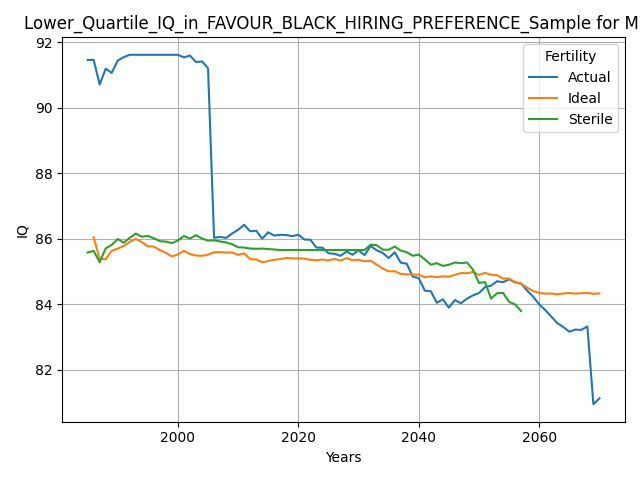 Lower_Quartile_IQ_in_FAVOUR_BLACK_HIRING_PREFERENCE_Sample for M
92
90
88
86
84
82
IQ
Fertility
Actual
Ideal
Sterile
2000 2020 2040 2060
Years